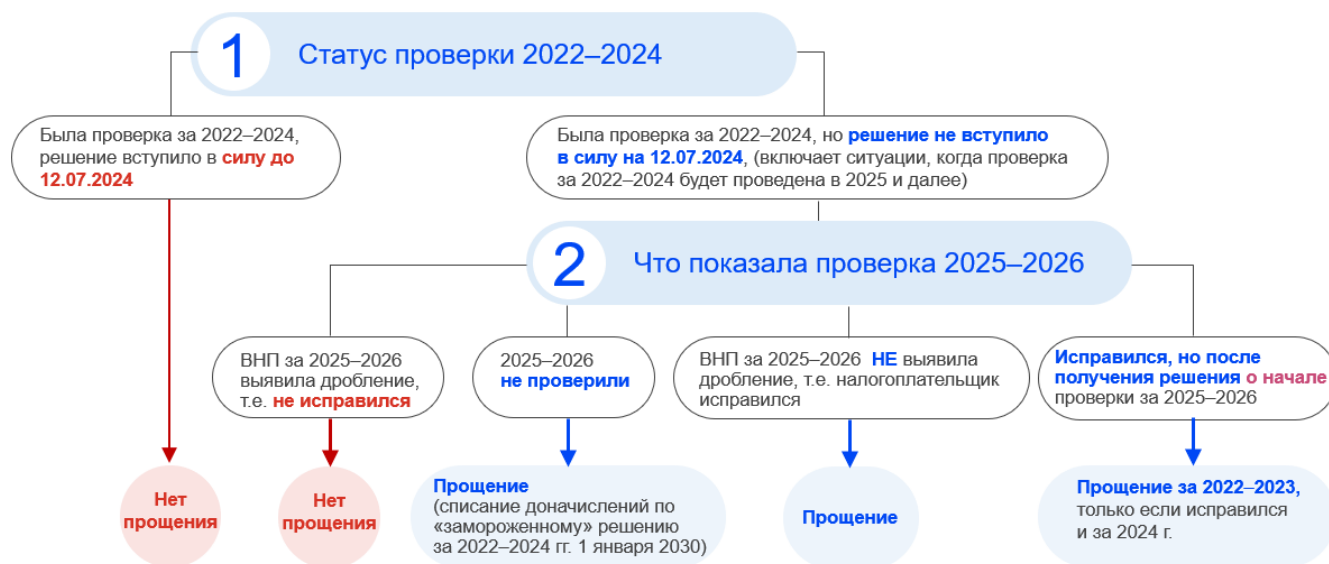 1 Статус проверки 2022–2024
Была проверка за 2022–2024,
решение вступило в силу до
12.07.2024
Была проверка за 2022–2024, но решение не вступило
в силу на 12.07.2024, (включает ситуации, когда проверка
за 2022–2024 будет проведена в 2025 и далее)
2 Что показала проверка 2025–2026
ВНП за 2025–2026
выявила дробление,
т.е. не исправился
2025–2026
не проверили
ВНП за 2025–2026 НЕ выявила
дробление, т.е. налогоплательщик
исправился
Исправился, но после
получения решения о начале
проверки за 2025–2026
Нет
прощения
Нет
прощения
Прощение
(списание доначислений по
«замороженному» решению
за 2022–2024 гг. 1 января 2030)
Прощение
Прощение за 2022–2023,
только если исправился
и за 2024 г.